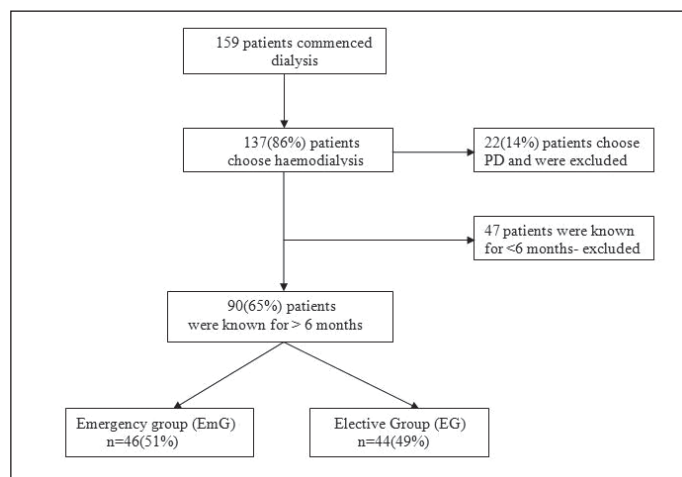 159 patients commenced
dialysis
137(86%) patients
choose haemodialysis
22(14%) patients choose
PD and were excluded
47 patients were known
for <6 months- excluded
90(65%) patients
were known for > 6 months
Emergency group (EmG)
n=46(51%)
Elective Group (EG)
n=44(49%)